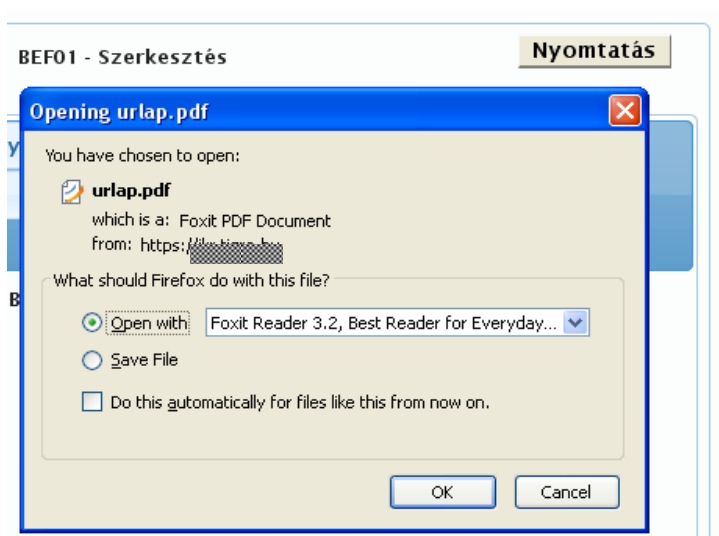 BEF01 - Szerkesztés
Nyomtatás
Opening urlap.pdf
y
You have chosen to open:
urlap.pdf
which is a: Foxit PDF Document
from: https:/
What should Firefox do with this file?
B
Open with
Foxit Reader 3.2, Best Reader for Everyday...
Save File
Do this automatically for files like this from now on.
OK
Cancel